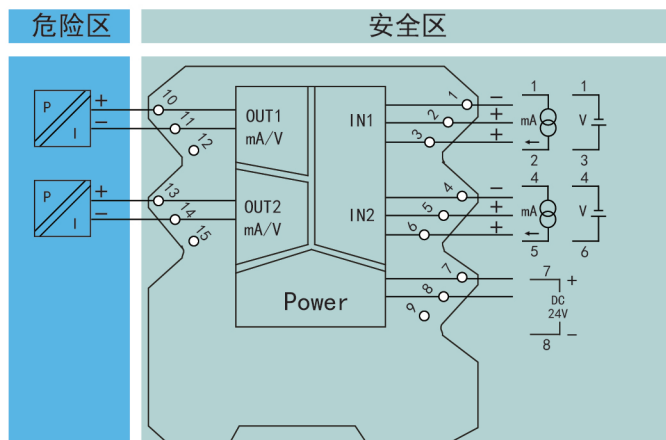 危险区
安全区
P
I
+
−
10
11
12
OUT1
mA/V
IN1
1
2
3
−
+
+
1
mA
2
1
V
3
P
I
+
−
13
14
15
OUT2
mA/V
IN2
4
5
6
−
+
+
4
mA
5
4
V
6
Power
7
8
9
7
+
DC
24V
8
−